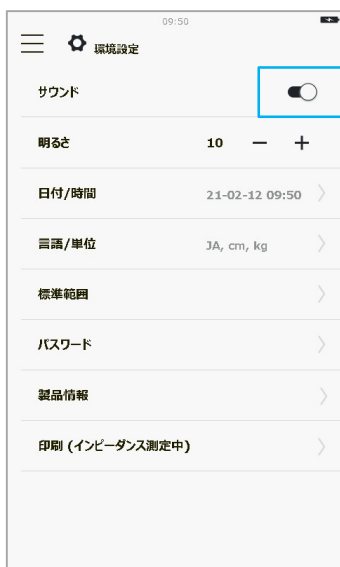 09:50
環境設定
サウンド
明るさ 10 − +
日付/時間 21-02-12 09:50
言語/単位 JA, cm, kg
標準範囲
パスワード
製品情報
印刷 (インピーダンス測定中)